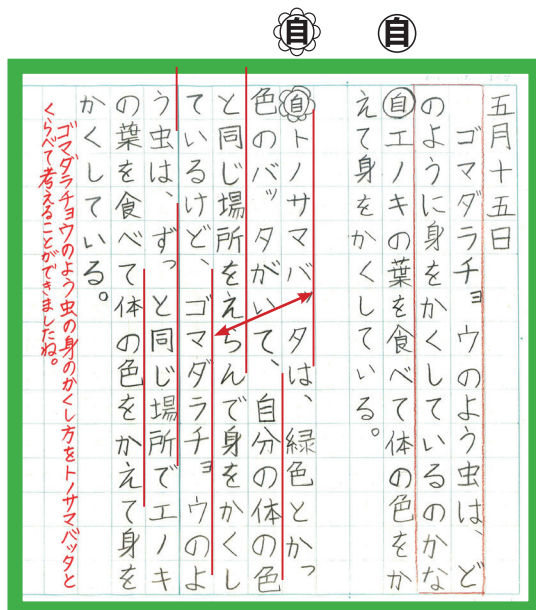 自 自
五月十五日
ゴマダラチョウのよう虫は、ど
のように身をかくしているのかな
自エノキの葉を食べて体の色をか
えて身をかくしている。
自トノサマバッタは、緑色とかっ
色のバッタがいて、自分の体の色
と同じ場所をえらんで身をかくし
ているけど、ゴマダラチョウのよ
う虫は、ずっと同じ場所でエノキ
の葉を食べて体の色をかえて身を
かくしている。
ゴマダラチョウのよう虫の身のかくし方をトノサマバッタと
くらべて考えることができましたね。